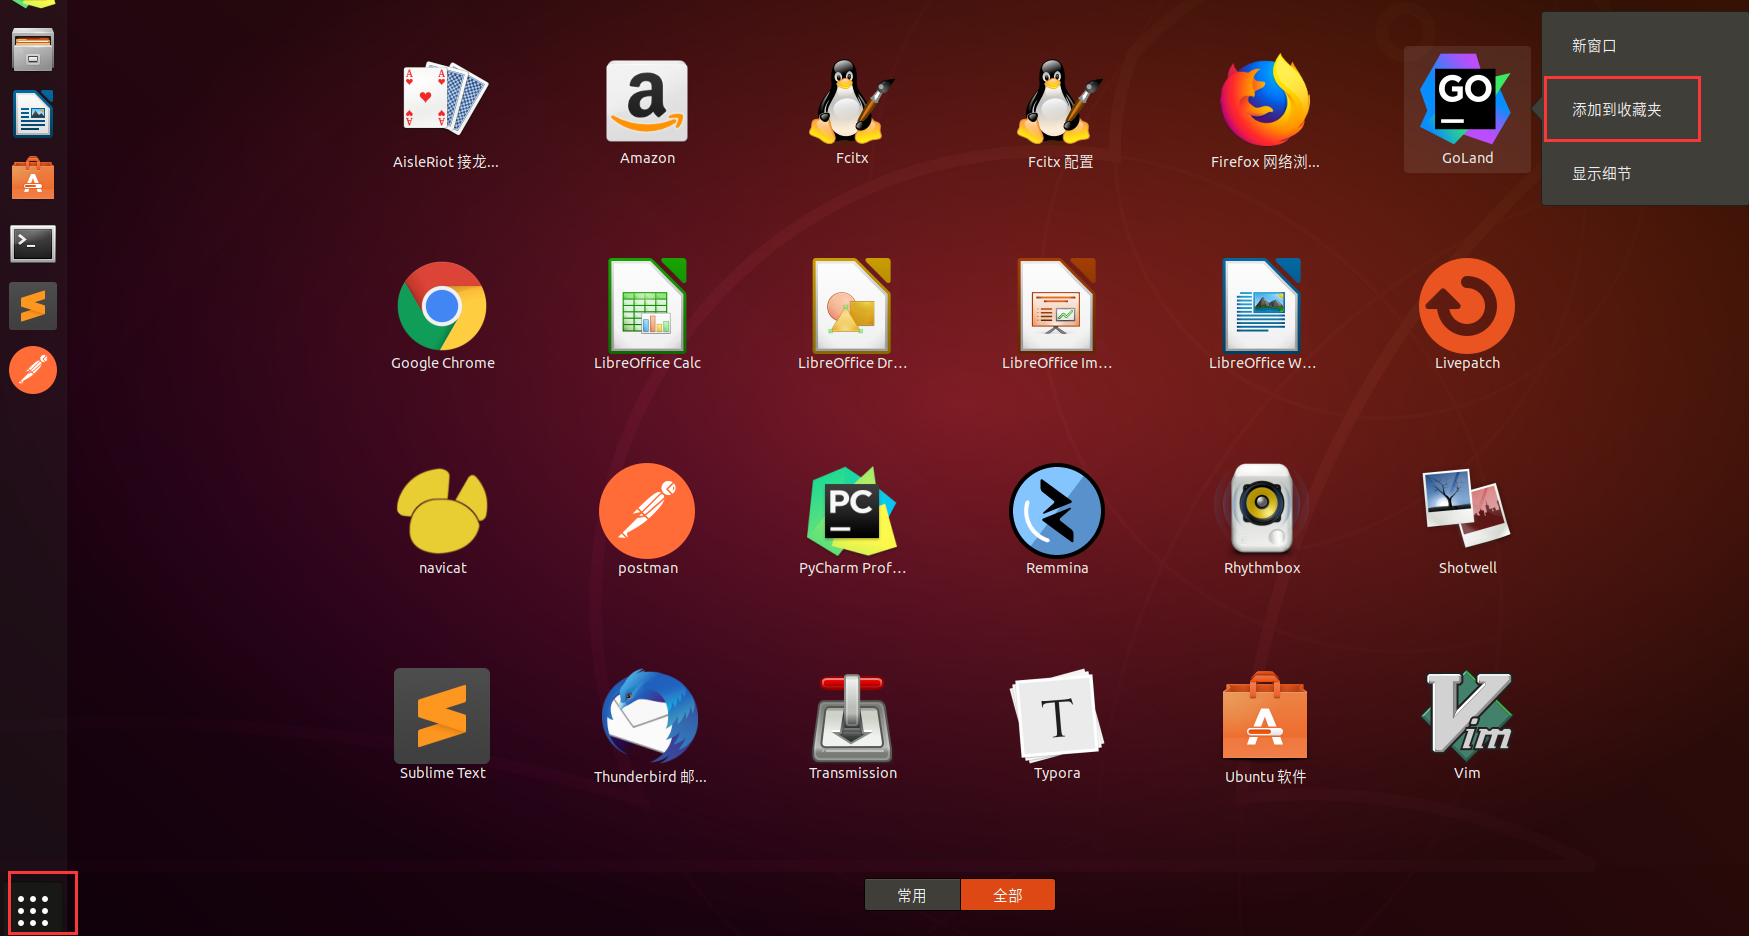 新窗口
添加到收藏夹
显示细节
AisleRiot 接龙...
Amazon
Fcitx
Fcitx 配置
Firefox 网络浏...
GO
GoLand
Google Chrome
LibreOffice Calc
LibreOffice Dr...
LibreOffice Im...
LibreOffice W...
Livepatch
navicat
postman
PC
PyCharm Prof...
Remmina
Rhythmbox
Shotwell
Sublime Text
Thunderbird 邮...
Transmission
T
Typora
Ubuntu 软件
Vim
Vim
常用
全部